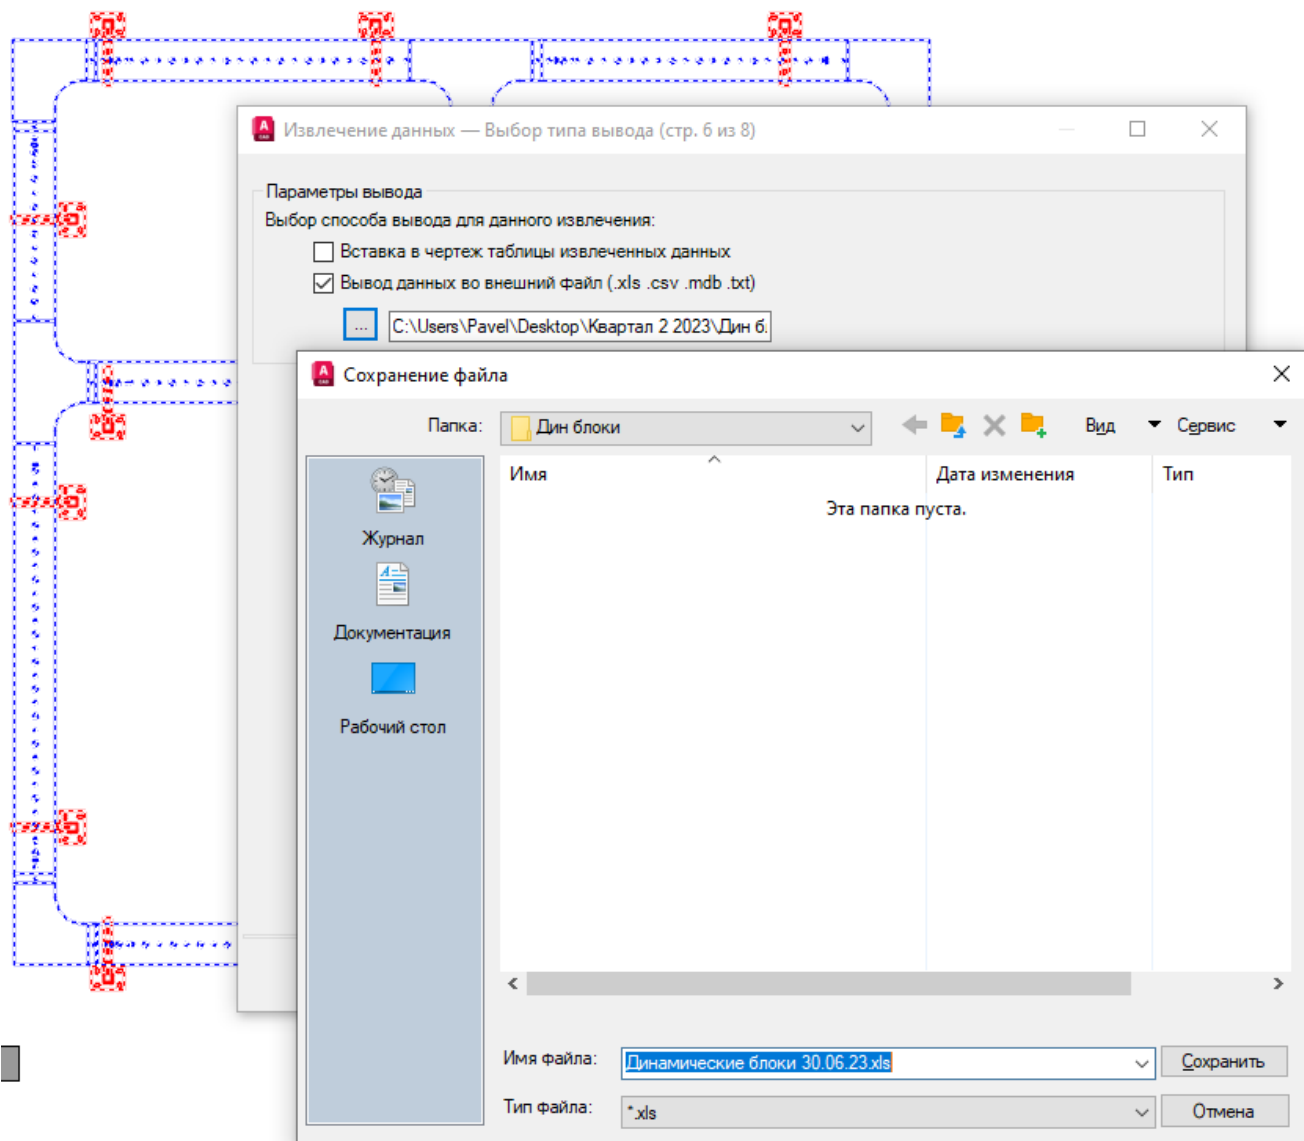 Извлечение данных — Выбор типа вывода (стр. 6 из 8)
Параметры вывода
Выбор способа вывода для данного извлечения:
Вставка в чертеж таблицы извлеченных данных
Вывод данных во внешний файл (.xls .csv .mdb .txt)
... C:\Users\Pavel\Desktop\Квартал 2 2023\Дин б.
Сохранение файла
Папка: Дин блоки Вид Сервис
Имя Дата изменения Тип
Эта папка пуста.
Журнал
Документация
Рабочий стол
Имя файла: Динамические блоки 30.06.23.xls Сохранить
Тип файла: *.xls Отмена